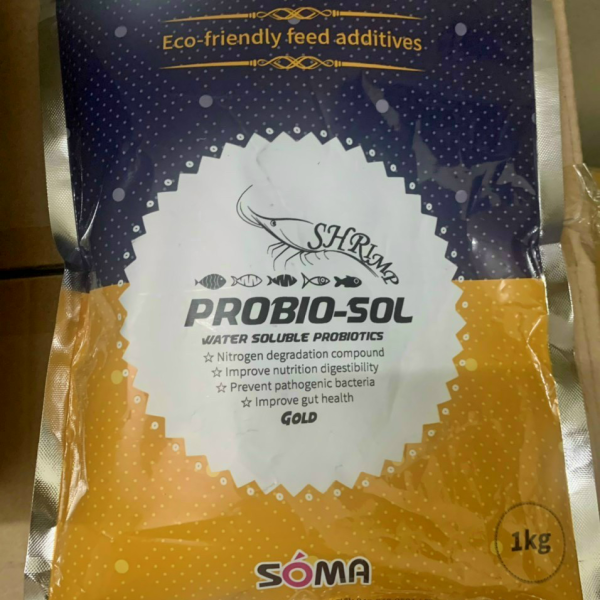 Eco-friendly feed additives
SHRIMP
PROBIO-SOL
WATER SOLUBLE PROBIOTICS
☆ Nitrogen degradation compound
☆ Improve nutrition digestibility
☆ Prevent pathogenic bacteria
☆ Improve gut health
GOLD
1kg
SÓMA